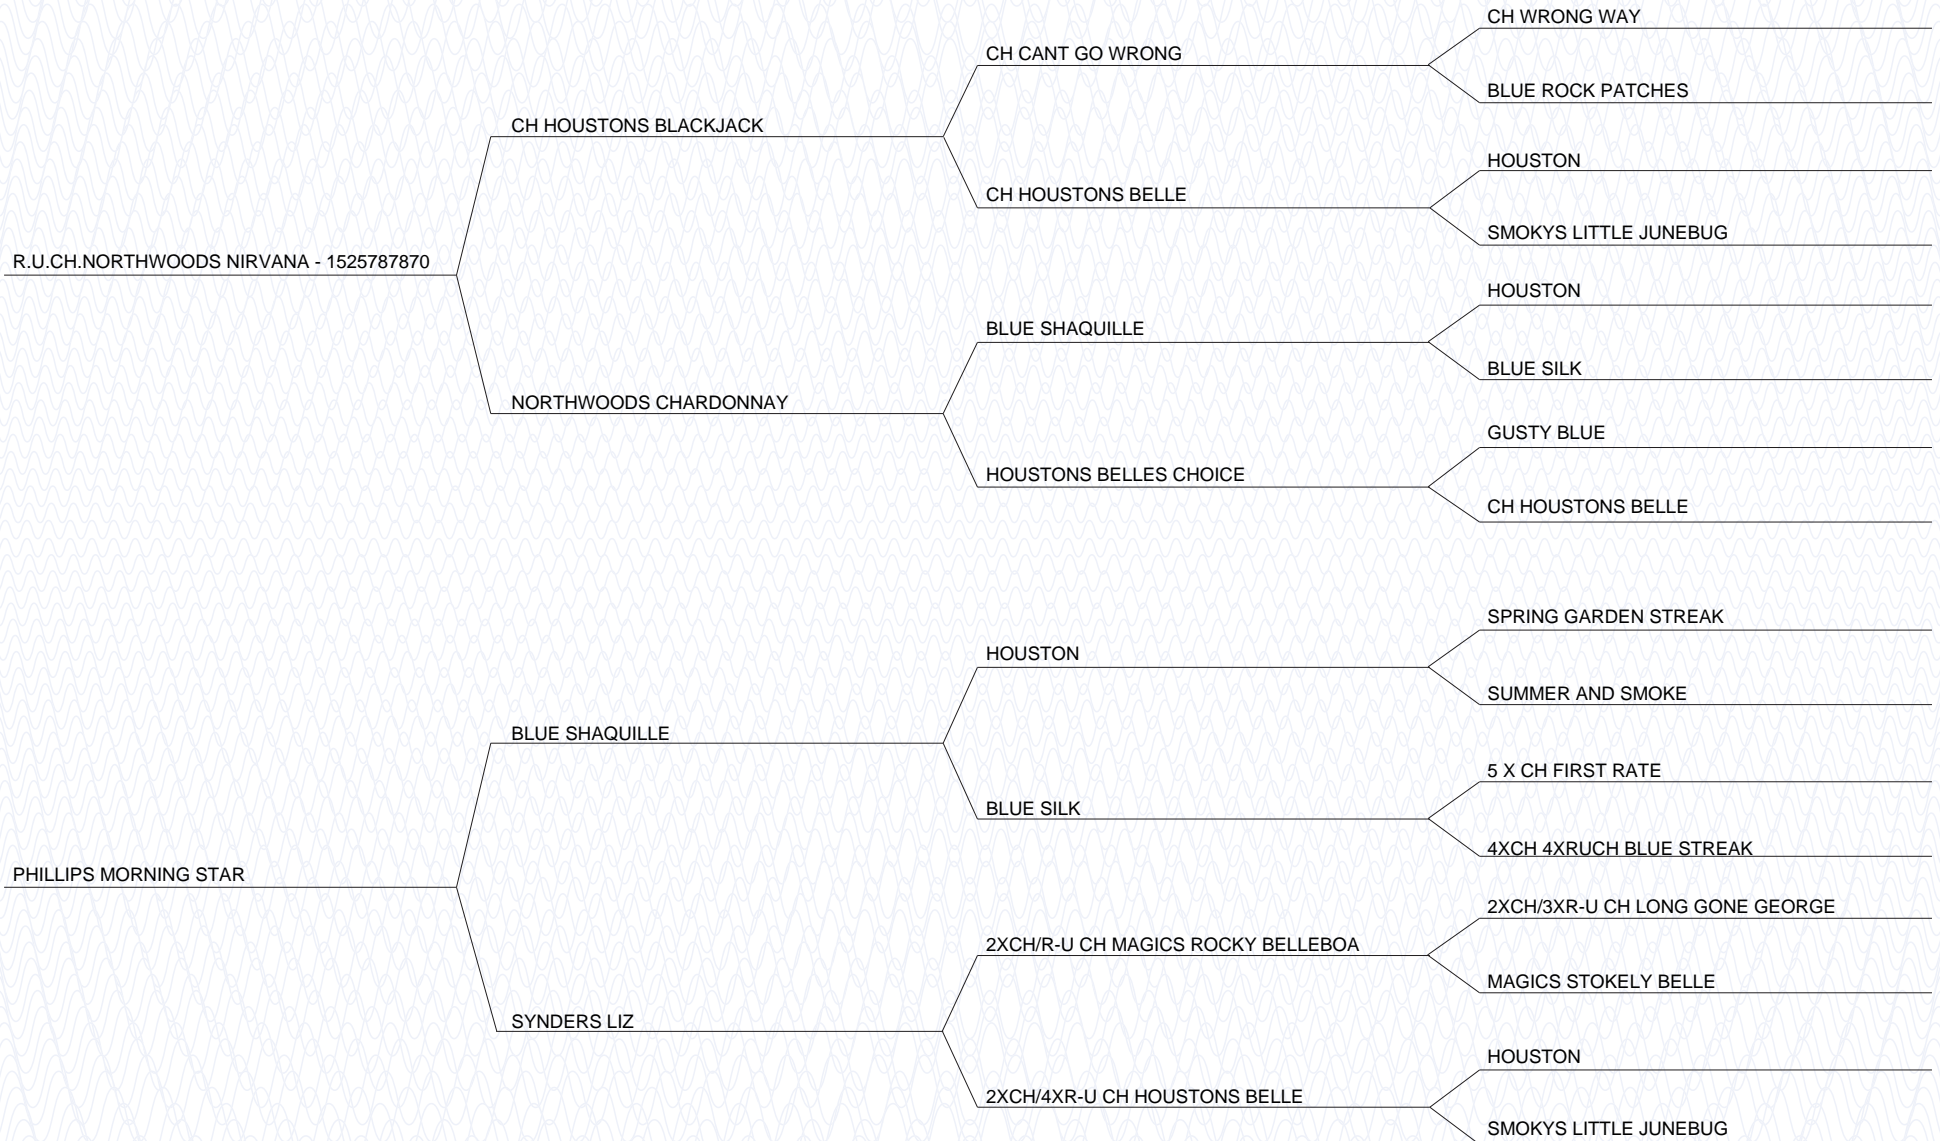 CH WRONG WAY
CH CANT GO WRONG
BLUE ROCK PATCHES
CH HOUSTONS BLACKJACK
HOUSTON
CH HOUSTONS BELLE
SMOKYS LITTLE JUNEBUG
R.U.CH.NORTHWOODS NIRVANA - 1525787870
HOUSTON
BLUE SHAQUILLE
BLUE SILK
NORTHWOODS CHARDONNAY
GUSTY BLUE
HOUSTONS BELLES CHOICE
CH HOUSTONS BELLE
SPRING GARDEN STREAK
HOUSTON
SUMMER AND SMOKE
BLUE SHAQUILLE
5 X CH FIRST RATE
BLUE SILK
4XCH 4XRUCH BLUE STREAK
PHILLIPS MORNING STAR
2XCH/3XR-U CH LONG GONE GEORGE
2XCH/R-U CH MAGICS ROCKY BELLEBOA
MAGICS STOKELY BELLE
SYNDERS LIZ
HOUSTON
2XCH/4XR-U CH HOUSTONS BELLE
SMOKYS LITTLE JUNEBUG